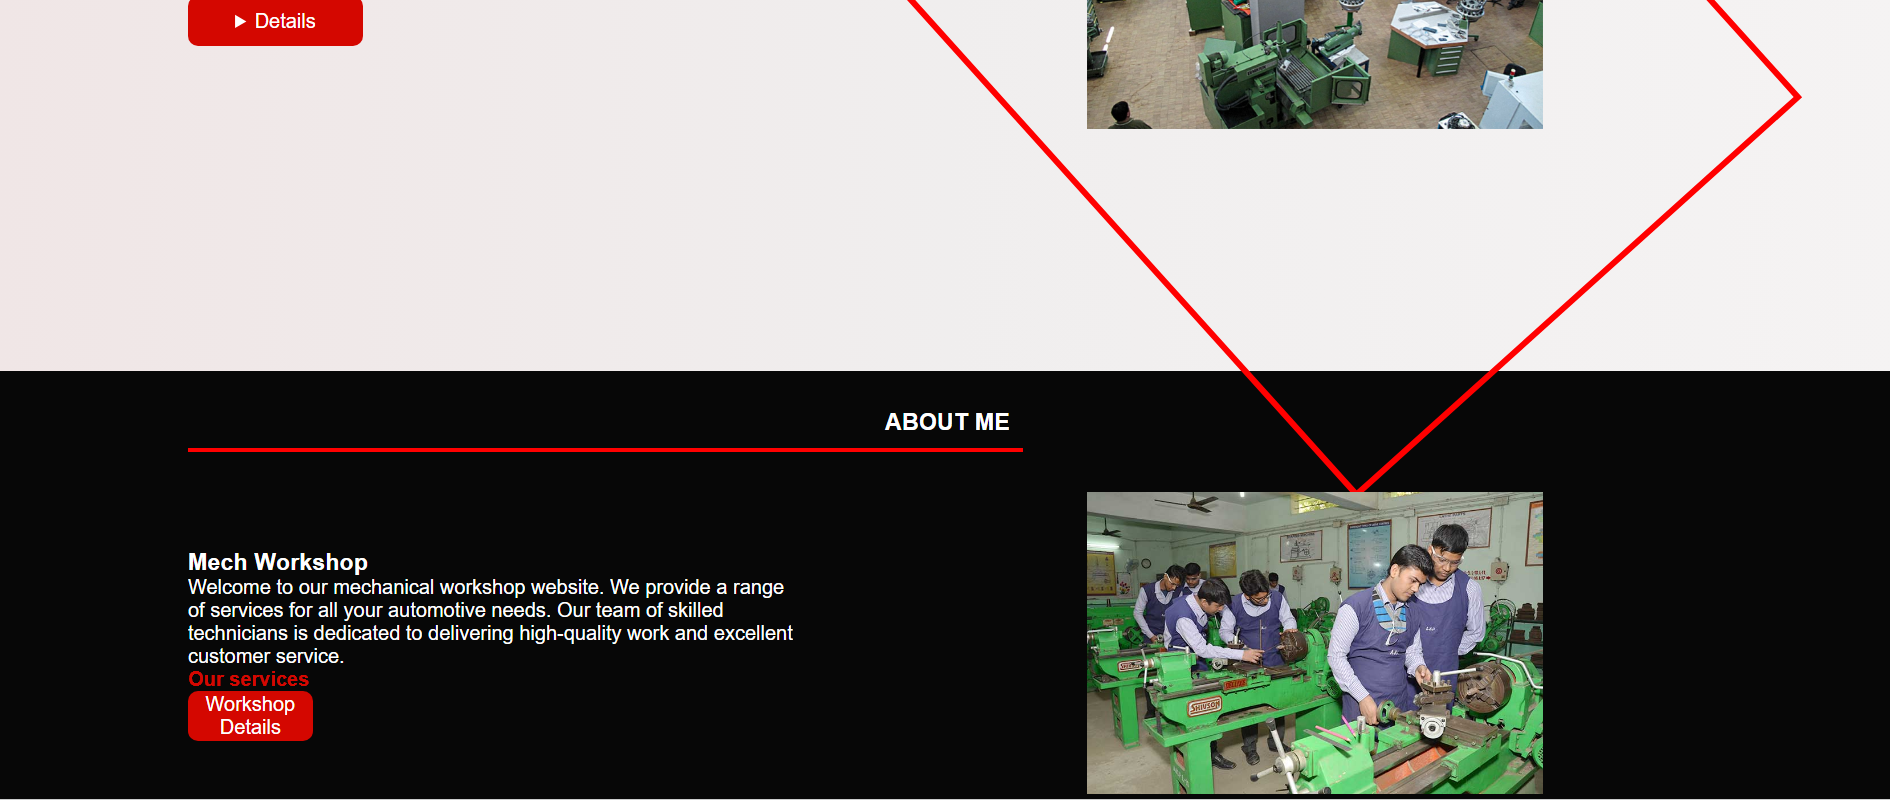 Details
ABOUT ME
Mech Workshop
Welcome to our mechanical workshop website. We provide a range
of services for all your automotive needs. Our team of skilled
technicians is dedicated to delivering high-quality work and excellent
customer service.
Our services
Workshop
Details
SHIVSON